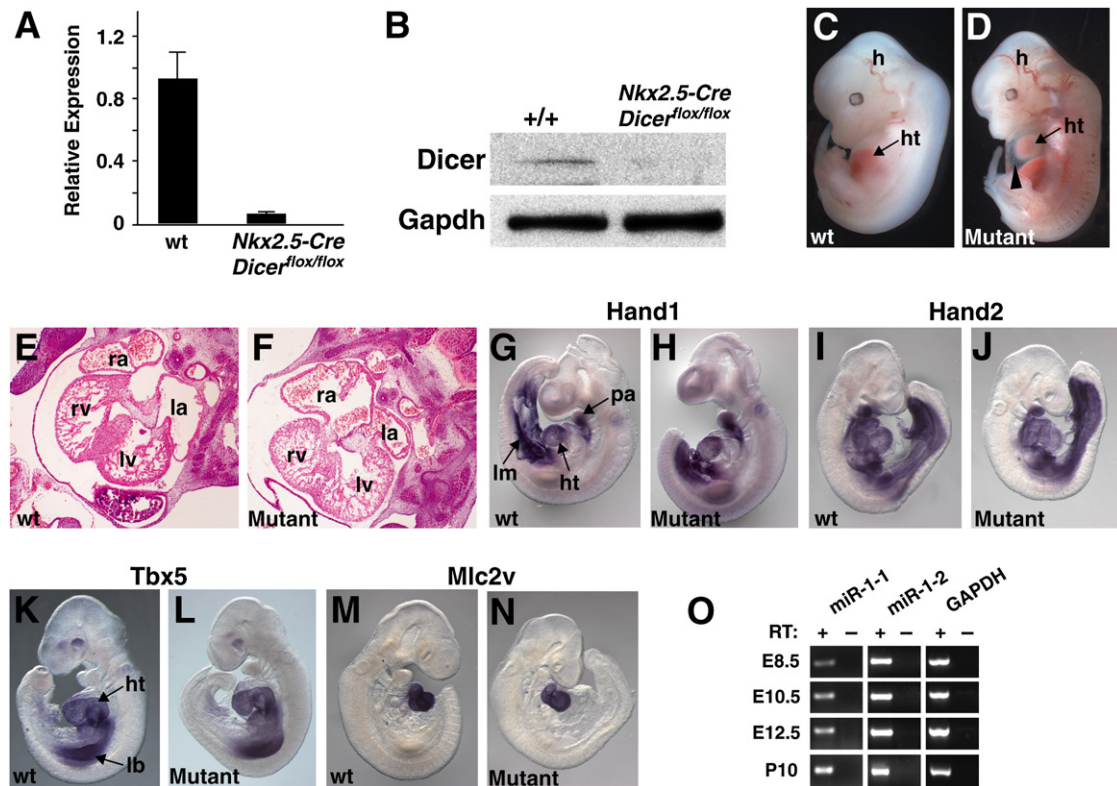 A
Relative Expression
1.2
0.8
0.4
0
wt
Nkx2.5-Cre
Dicerflox/flox
B
+/+
Nkx2.5-Cre
Dicerflox/flox
Dicer
Gapdh
C
h
ht
wt
D
h
ht
Mutant
E
ra
rv
la
lv
wt
F
ra
la
rv
lv
Mutant
Hand1
G
pa
lm
ht
wt
H
Mutant
Hand2
I
wt
J
Mutant
Tbx5
K
ht
lb
wt
L
Mutant
Mlc2v
M
wt
N
Mutant
O
miR-1-1
miR-1-2
GAPDH
RT: + – + – + –
E8.5
E10.5
E12.5
P10